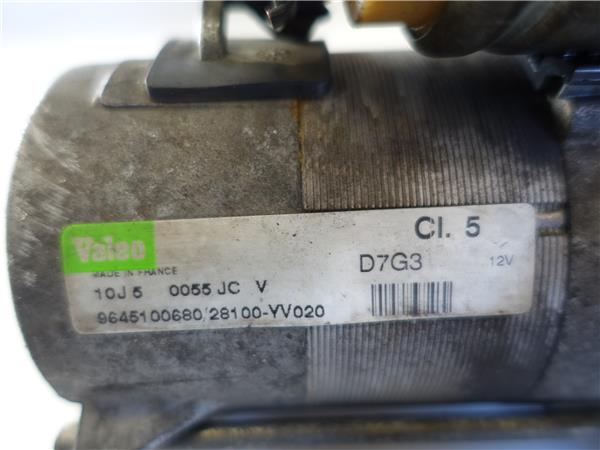 Valeo
MADE IN FRANCE
Cl. 5
D7G3
12V
10J 5 0055 JC V
9645100680/28100-YV020